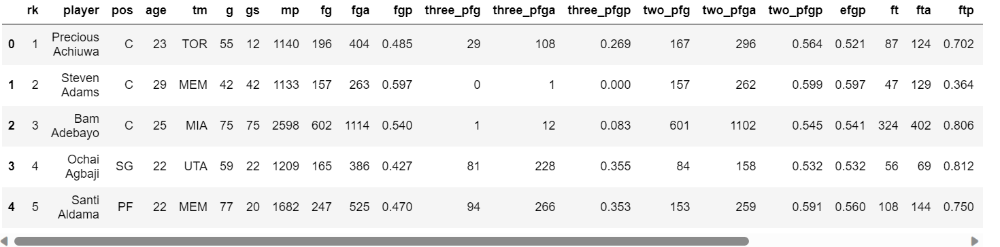 rk player pos age tm g gs mp fg fga fgp three_pfg three_pfga three_pfgp two_pfg two_pfga two_pfgp efgp ft fta ftp
0 1 Precious Achiuwa C 23 TOR 55 12 1140 196 404 0.485 29 108 0.269 167 296 0.564 0.521 87 124 0.702
1 2 Steven Adams C 29 MEM 42 42 1133 157 263 0.597 0 1 0.000 157 262 0.599 0.597 47 129 0.364
2 3 Bam Adebayo C 25 MIA 75 75 2598 602 1114 0.540 1 12 0.083 601 1102 0.545 0.541 324 402 0.806
3 4 Ochai Agbaji SG 22 UTA 59 22 1209 165 386 0.427 81 228 0.355 84 158 0.532 0.532 56 69 0.812
4 5 Santi Aldama PF 22 MEM 77 20 1682 247 525 0.470 94 266 0.353 153 259 0.591 0.560 108 144 0.750